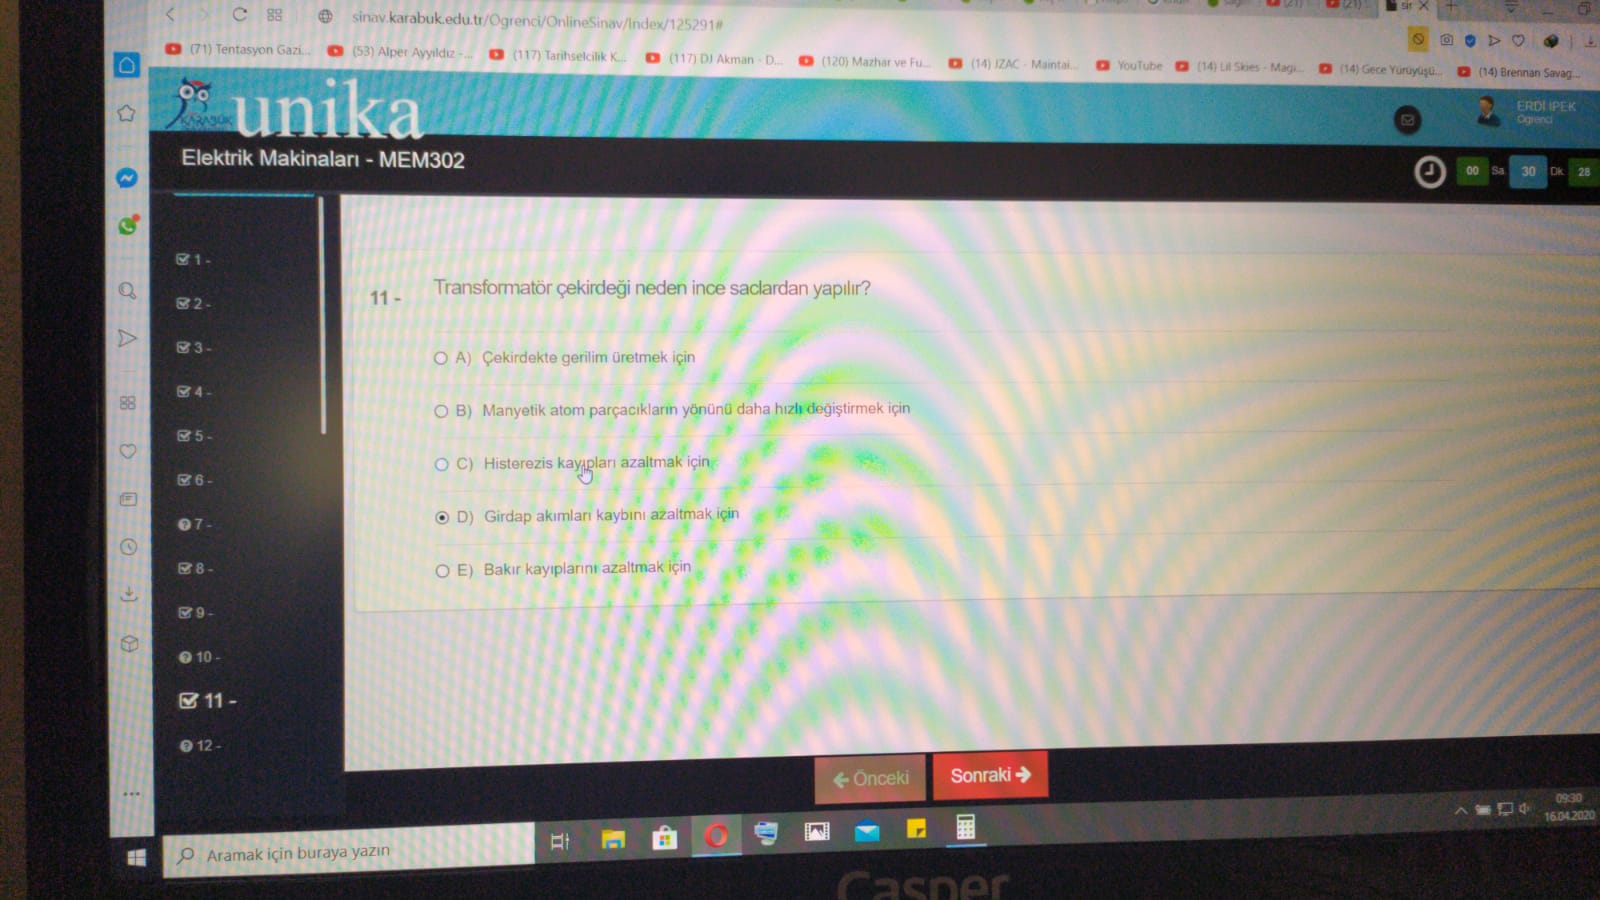 sinav.karabuk.edu.tr/Ogrenci/OnlineSinav/Index/125291#
(71) Tentasyon Gazi... (53) Alper Ayyıldız -... (117) Tarihselcilik K... (117) DJ Akman - D... (120) Mazhar ve Fu... (14) JZAC - Maintai... YouTube (14) Lil Skies - Magi... (14) Gece Yürüyüşü... (14) Brennan Savag...
KARABÜK unika
ERDİ İPEK
Öğrenci
Elektrik Makinaları - MEM302
00 Sa 30 Dk 28
1 -
2 -
3 -
4 -
5 -
6 -
7 -
8 -
9 -
10 -
11 -
12 -
11 - Transformatör çekirdeği neden ince saclardan yapılır?
A) Çekirdekte gerilim üretmek için
B) Manyetik atom parçacıkların yönünü daha hızlı değiştirmek için
C) Histerezis kayıpları azaltmak için
D) Girdap akımları kaybını azaltmak için
E) Bakır kayıplarını azaltmak için
Önceki Sonraki
Aramak için buraya yazın
09:30
16.04.2020
Casper